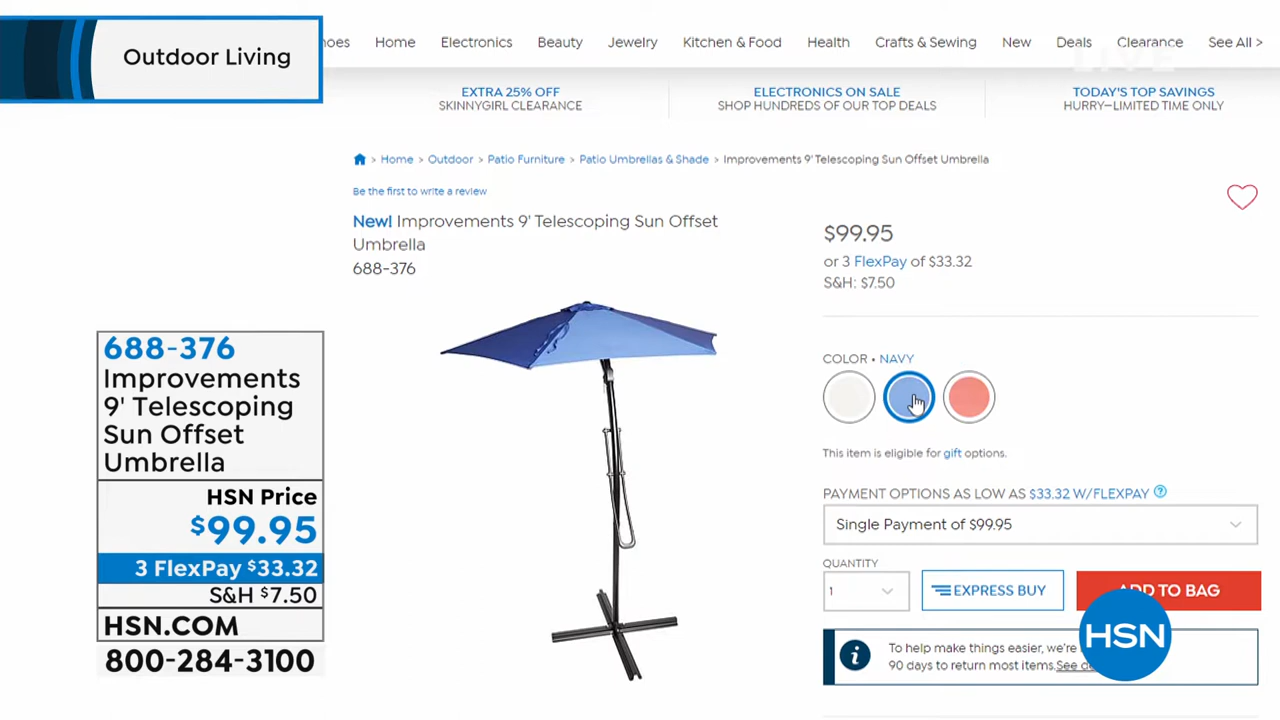 Outdoor Living
Home
Electronics
Beauty
Jewelry
Kitchen & Food
Health
Crafts & Sewing
New
Deals
Clearance
See All >
LIVE
EXTRA 25% OFF
SKINNYGIRL CLEARANCE
ELECTRONICS ON SALE
SHOP HUNDREDS OF OUR TOP DEALS
TODAY'S TOP SAVINGS
HURRY—LIMITED TIME ONLY
> Home > Outdoor > Patio Furniture > Patio Umbrellas & Shade > Improvements 9' Telescoping Sun Offset Umbrella
Be the first to write a review
New! Improvements 9' Telescoping Sun Offset
Umbrella
688-376
$99.95
or 3 FlexPay of $33.32
S&H: $7.50
COLOR • NAVY
This item is eligible for gift options.
PAYMENT OPTIONS AS LOW AS $33.32 W/FLEXPAY ?
Single Payment of $99.95
QUANTITY
1
EXPRESS BUY
ADD TO BAG
i
To help make things easier, we're
90 days to return most items.See
HSN
688-376
Improvements
9' Telescoping
Sun Offset
Umbrella
HSN Price
$99.95
3 FlexPay $33.32
S&H $7.50
HSN.COM
800-284-3100